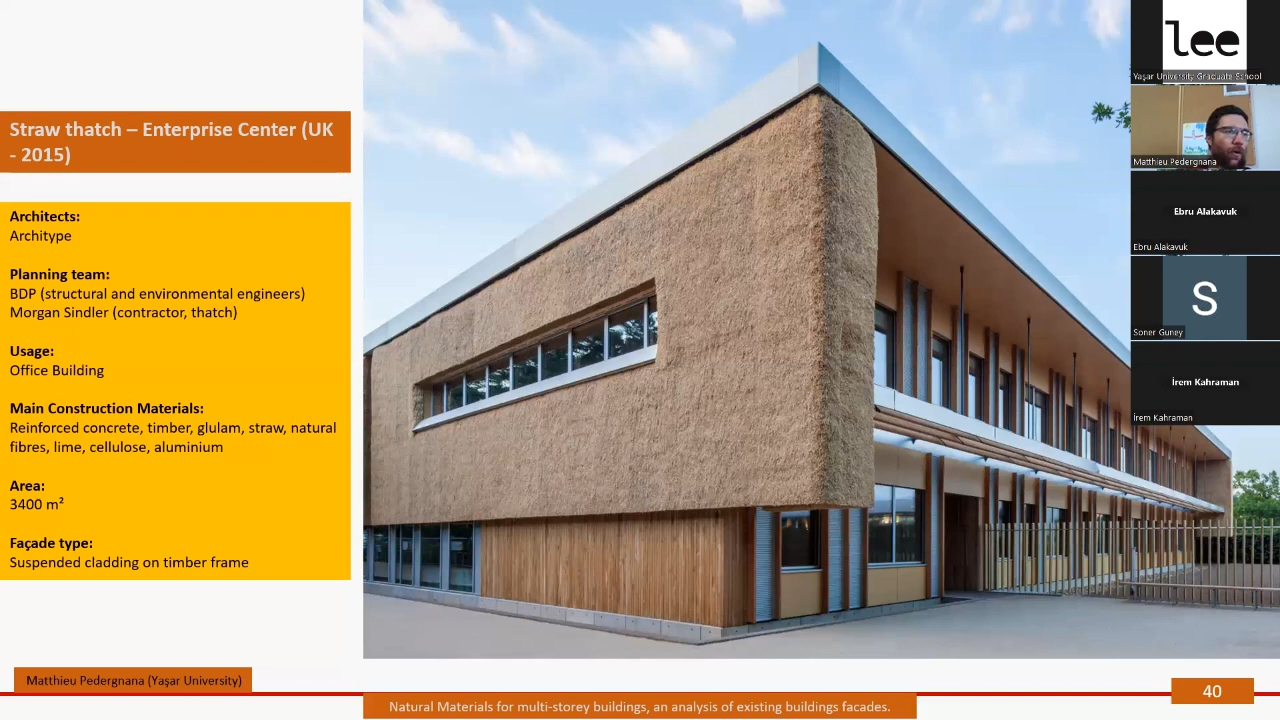 Straw thatch – Enterprise Center (UK
- 2015)
Architects:
Architype
Planning team:
BDP (structural and environmental engineers)
Morgan Sindler (contractor, thatch)
Usage:
Office Building
Main Construction Materials:
Reinforced concrete, timber, glulam, straw, natural
fibres, lime, cellulose, aluminium
Area:
3400 m²
Façade type:
Suspended cladding on timber frame
Matthieu Pedergnana (Yaşar University)
Natural Materials for multi-storey buildings, an analysis of existing buildings facades.
40
lee
Yaşar University Graduate School
Matthieu Pedergnana
Ebru Alakavuk
Ebru Alakavuk
S
Soner Guney
İrem Kahraman
İrem Kahraman